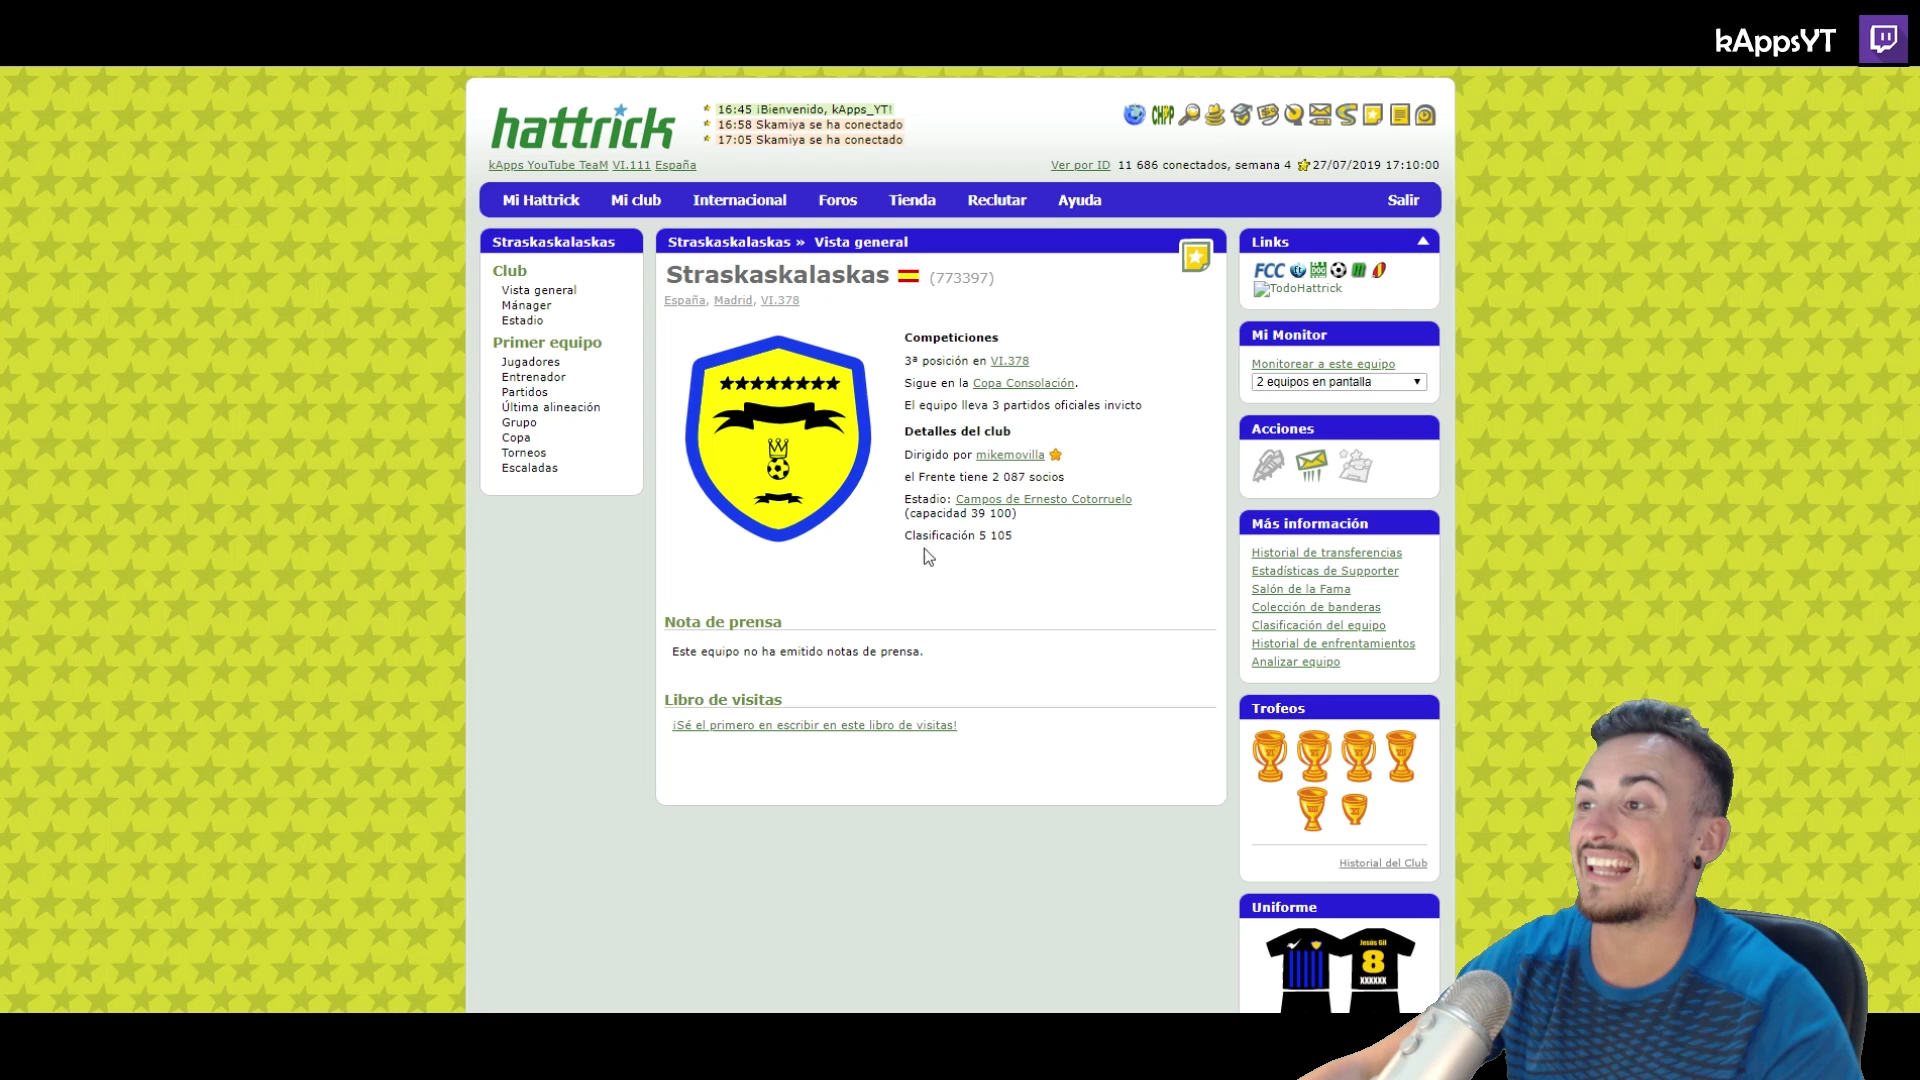 kAppsYT
hattrick
16:45 ¡Bienvenido, kApps_YT!
16:58 Skamiya se ha conectado
17:05 Skamiya se ha conectado
CHPP
kApps YouTube TeaM VI.111 España
Ver por ID 11 686 conectados, semana 4 27/07/2019 17:10:00
Mi Hattrick Mi club Internacional Foros Tienda Reclutar Ayuda Salir
Straskaskalaskas
Club
Vista general
Mánager
Estadio
Primer equipo
Jugadores
Entrenador
Partidos
Última alineación
Grupo
Copa
Torneos
Escaladas
Straskaskalaskas » Vista general
Straskaskalaskas (773397)
España, Madrid, VI.378
Competiciones
3ª posición en VI.378
Sigue en la Copa Consolación.
El equipo lleva 3 partidos oficiales invicto
Detalles del club
Dirigido por mikemovilla
el Frente tiene 2 087 socios
Estadio: Campos de Ernesto Cotorruelo
(capacidad 39 100)
Clasificación 5 105
Nota de prensa
Este equipo no ha emitido notas de prensa.
Libro de visitas
¡Sé el primero en escribir en este libro de visitas!
Links
FCC
TodoHattrick
Mi Monitor
Monitorear a este equipo
2 equipos en pantalla
Acciones
Más información
Historial de transferencias
Estadísticas de Supporter
Salón de la Fama
Colección de banderas
Clasificación del equipo
Historial de enfrentamientos
Analizar equipo
Trofeos
Historial del Club
Uniforme
Jesús Gil
8
XXXXXX